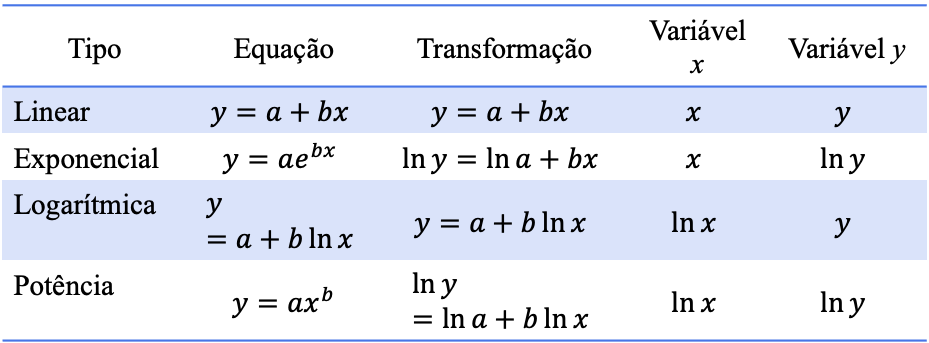 Tipo Equação Transformação Variável x Variável y
Linear y = a + bx y = a + bx x y
Exponencial y = ae^{bx} ln y = ln a + bx x ln y
Logarítmica y = a + b ln x y = a + b ln x ln x y
Potência y = ax^b ln y = ln a + b ln x ln x ln y